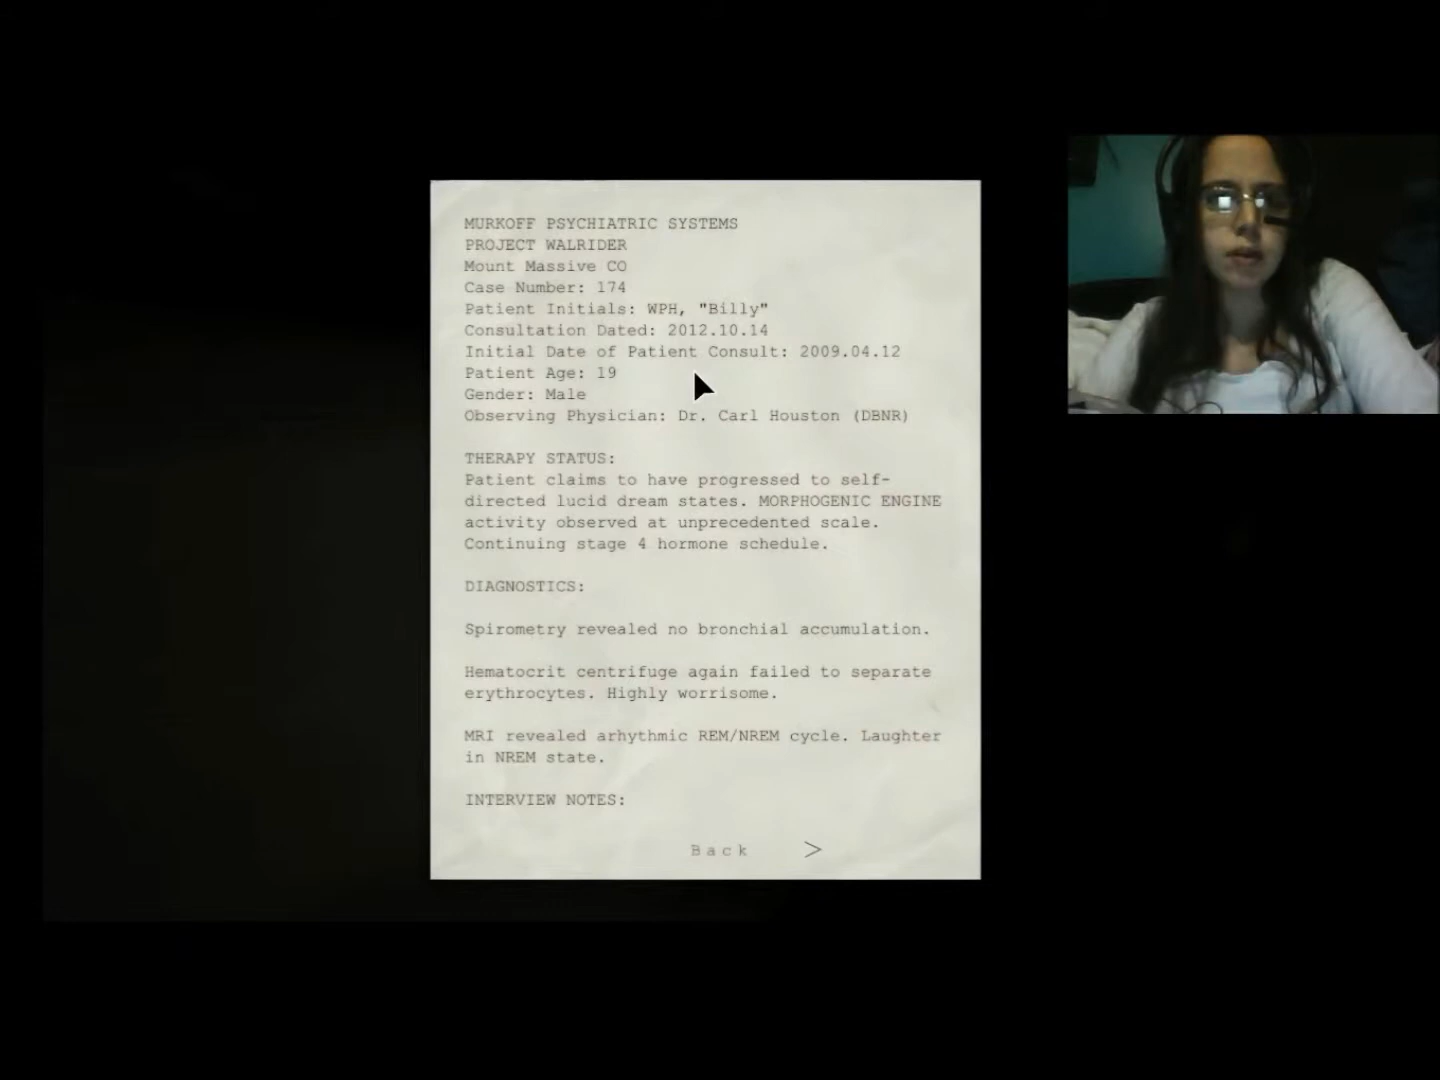 MURKOFF PSYCHIATRIC SYSTEMS
PROJECT WALRIDER
Mount Massive CO
Case Number: 174
Patient Initials: WPH, "Billy"
Consultation Dated: 2012.10.14
Initial Date of Patient Consult: 2009.04.12
Patient Age: 19
Gender: Male
Observing Physician: Dr. Carl Houston (DBNR)
THERAPY STATUS:
Patient claims to have progressed to self-
directed lucid dream states. MORPHOGENIC ENGINE
activity observed at unprecedented scale.
Continuing stage 4 hormone schedule.
DIAGNOSTICS:
Spirometry revealed no bronchial accumulation.
Hematocrit centrifuge again failed to separate
erythrocytes. Highly worrisome.
MRI revealed arhythmic REM/NREM cycle. Laughter
in NREM state.
INTERVIEW NOTES:
Back >